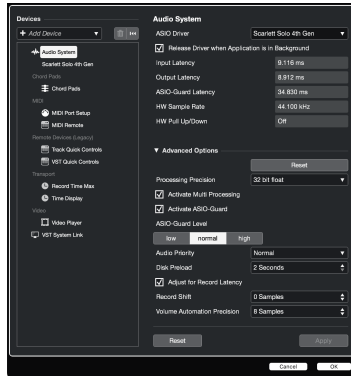 Devices
+ Add Device
Audio System
Scarlett Solo 4th Gen
Chord Pads
Chord Pads
MIDI
MIDI Port Setup
MIDI Remote
Remote Devices (Legacy)
Track Quick Controls
VST Quick Controls
Transport
Record Time Max
Time Display
Video
Video Player
VST System Link
Audio System
ASIO Driver Scarlett Solo 4th Gen
Release Driver when Application is in Background
Input Latency 9.116 ms
Output Latency 8.912 ms
ASIO-Guard Latency 34.830 ms
HW Sample Rate 44.100 kHz
HW Pull Up/Down Off
Advanced Options
Reset
Processing Precision 32 bit float
Activate Multi Processing
Activate ASIO-Guard
ASIO-Guard Level
low normal high
Audio Priority Normal
Disk Preload 2 Seconds
Adjust for Record Latency
Record Shift 0 Samples
Volume Automation Precision 8 Samples
Reset Apply
Cancel OK